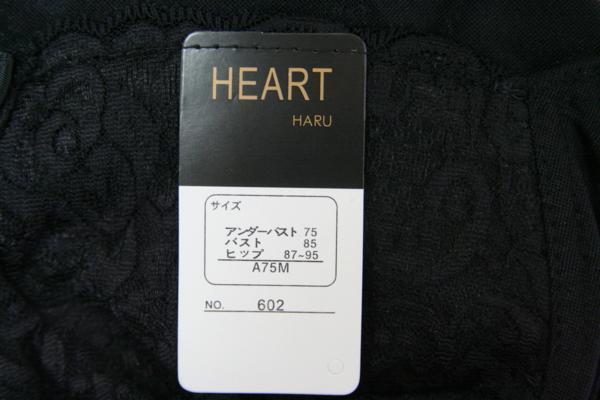 HEART
HARU
サイズ
アンダーバスト 75
バスト 85
ヒップ 87~95
A75M
NO. 602